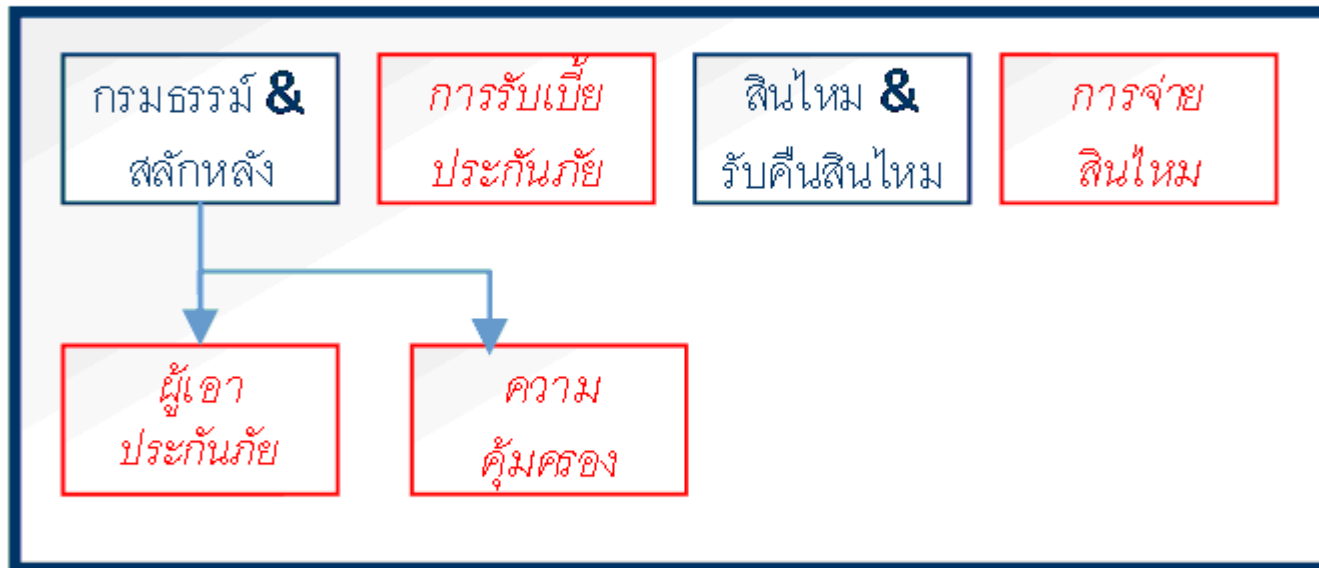 กรมธรรม์ &
สลักหลัง
การรับเบี้ย
ประกันภัย
สินไหม &
รับคืนสินไหม
การจ่าย
สินไหม
ผู้เอา
ประกันภัย
ความ
คุ้มครอง